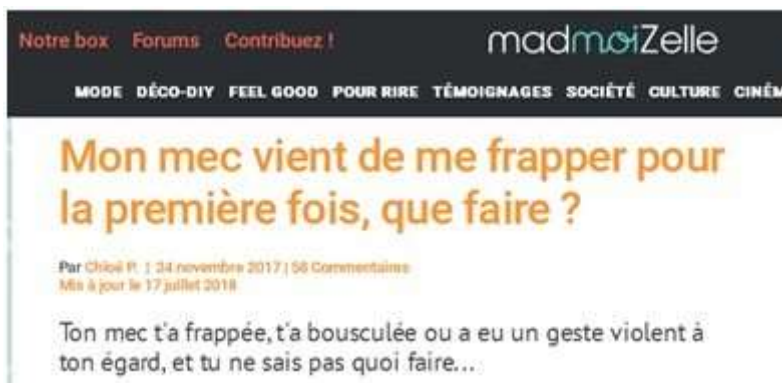 Notre box Forums Contribuez ! madmoiZelle
MODE DÉCO-DIY FEEL GOOD POUR RIRE TÉMOIGNAGES SOCIÉTÉ CULTURE CINÉM
Mon mec vient de me frapper pour
la première fois, que faire ?
Par Chloé P. | 24 novembre 2017 | 58 Commentaires
Mis à jour le 17 juillet 2018
Ton mec t'a frappée, t'a bousculée ou a eu un geste violent à
ton égard, et tu ne sais pas quoi faire...